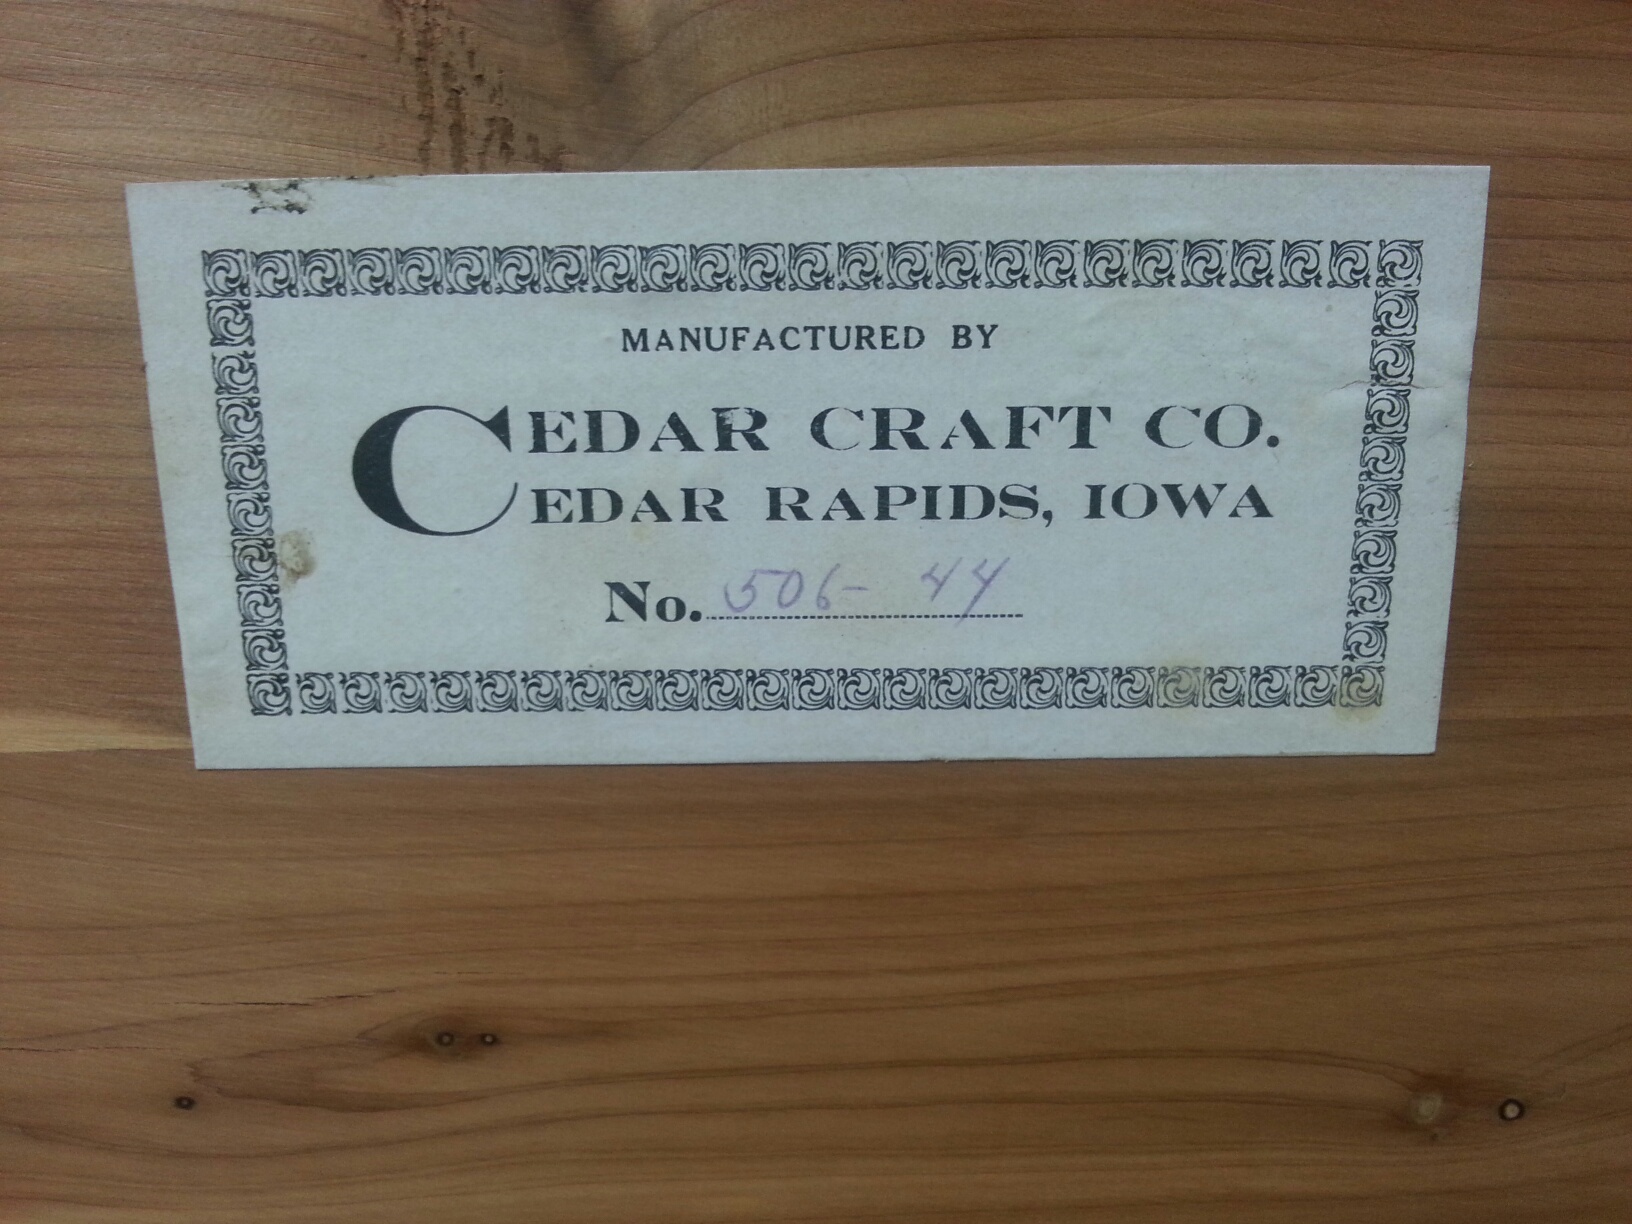 MANUFACTURED BY
CEDAR CRAFT CO.
CEDAR RAPIDS, IOWA
No. 506- 44